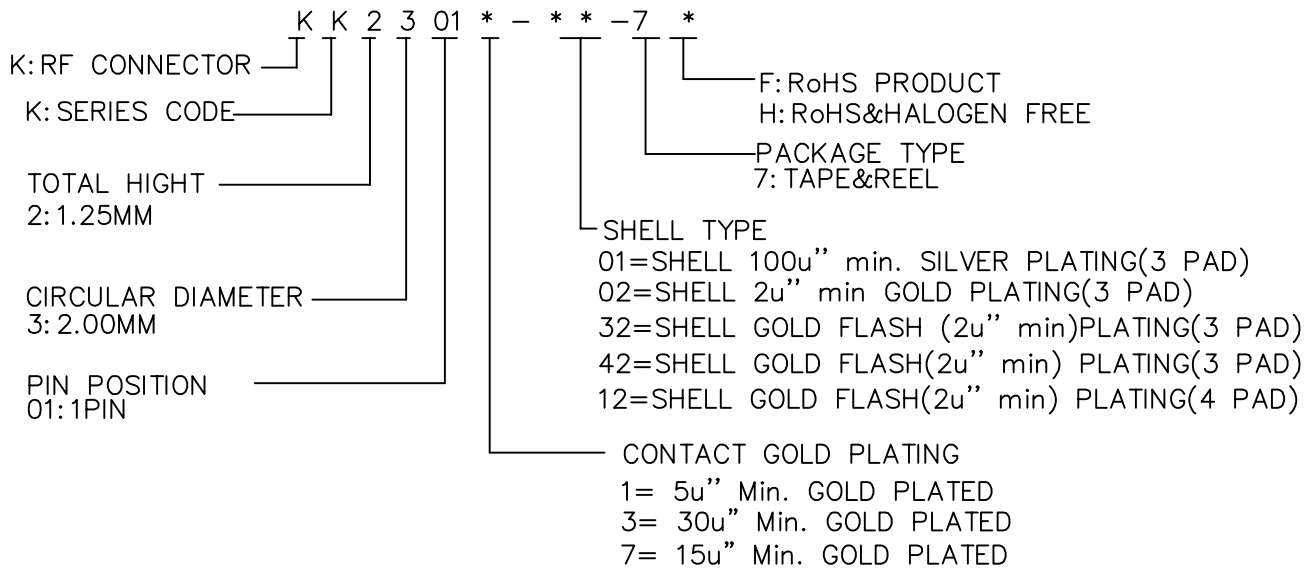 K K 2 3 01 * - * * -7 *
K:RF CONNECTOR
K:SERIES CODE
TOTAL HIGHT
2:1.25MM
CIRCULAR DIAMETER
3:2.00MM
PIN POSITION
01:1PIN
F:RoHS PRODUCT
H:RoHS&HALOGEN FREE
PACKAGE TYPE
7:TAPE&REEL
SHELL TYPE
01=SHELL 100u'' min. SILVER PLATING(3 PAD)
02=SHELL 2u'' min GOLD PLATING(3 PAD)
32=SHELL GOLD FLASH (2u'' min)PLATING(3 PAD)
42=SHELL GOLD FLASH(2u'' min) PLATING(3 PAD)
12=SHELL GOLD FLASH(2u'' min) PLATING(4 PAD)
CONTACT GOLD PLATING
1= 5u'' Min. GOLD PLATED
3= 30u" Min. GOLD PLATED
7= 15u" Min. GOLD PLATED